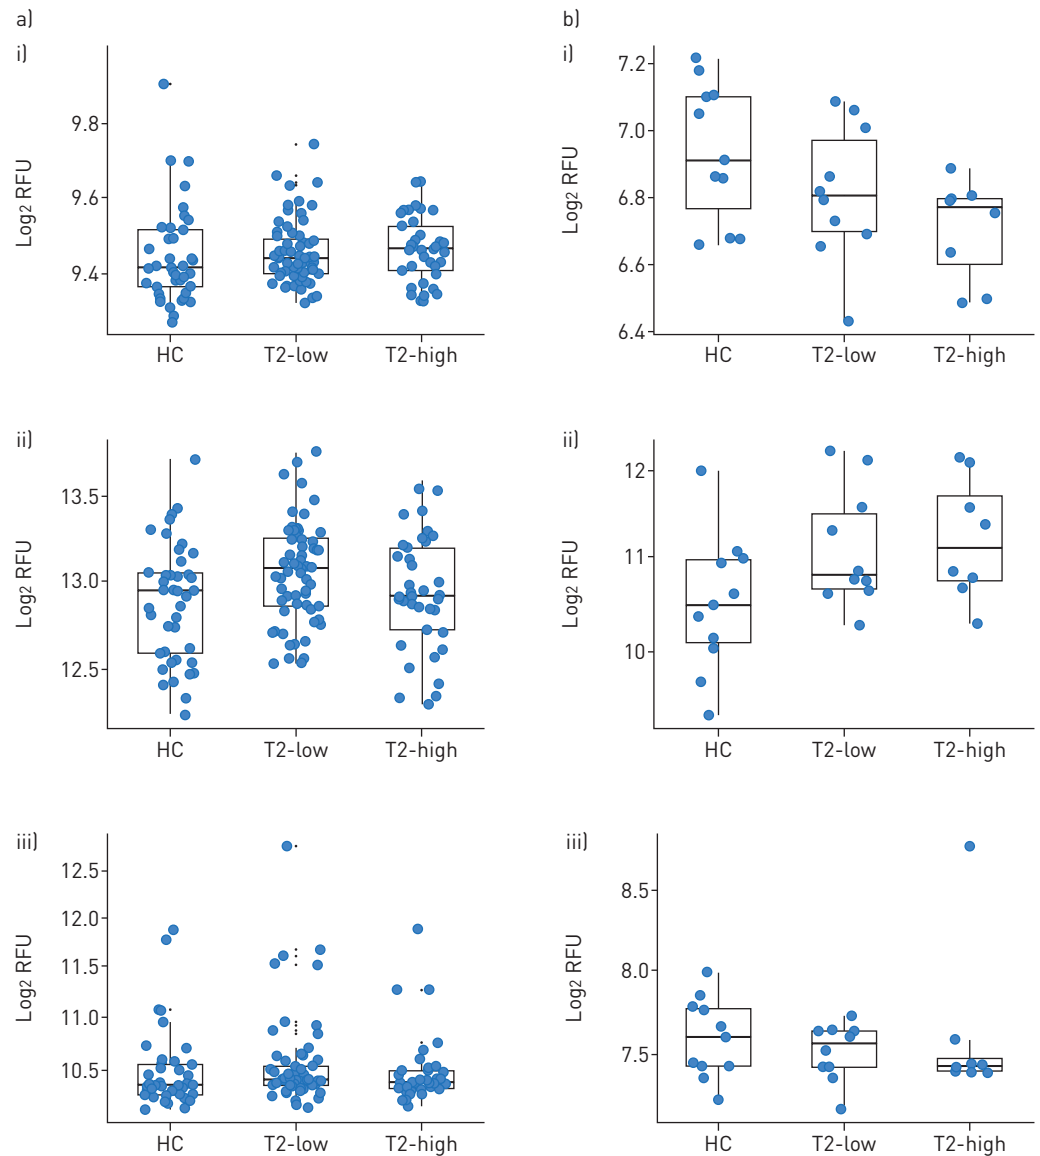 a)
i)
Log2 RFU
9.8
9.6
9.4
HC T2-low T2-high
b)
i)
Log2 RFU
7.2
7.0
6.8
6.6
6.4
HC T2-low T2-high
ii)
Log2 RFU
13.5
13.0
12.5
HC T2-low T2-high
ii)
Log2 RFU
12
11
10
HC T2-low T2-high
iii)
Log2 RFU
12.5
12.0
11.5
11.0
10.5
HC T2-low T2-high
iii)
Log2 RFU
8.5
8.0
7.5
HC T2-low T2-high